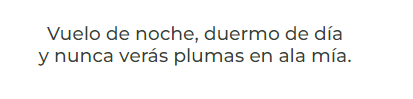 Vuelo de noche, duermo de día
y nunca verás plumas en ala mía.